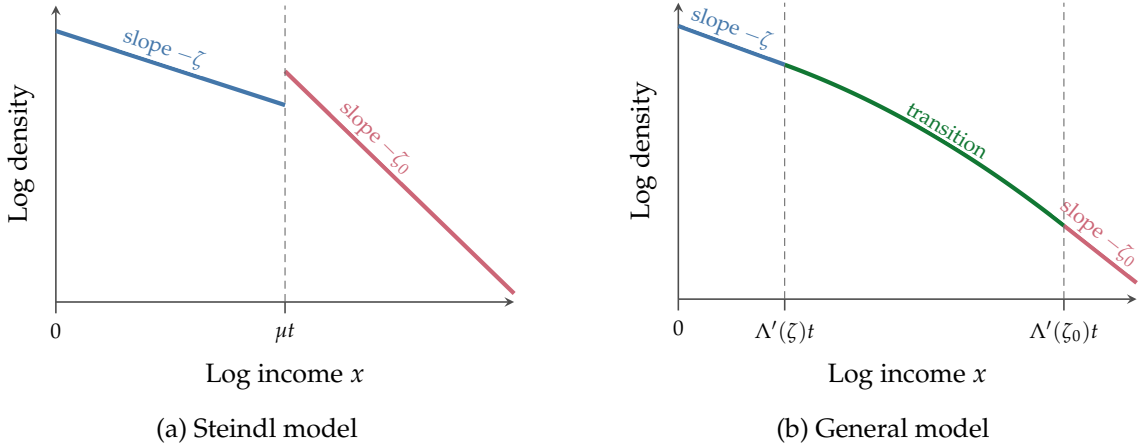 Log density
slope −ζ
slope −ζ₀
0
μt
Log income x
(a) Steindl model
Log density
slope −ζ
transition
slope −ζ₀
0
Λ′(ζ)t
Λ′(ζ₀)t
Log income x
(b) General model